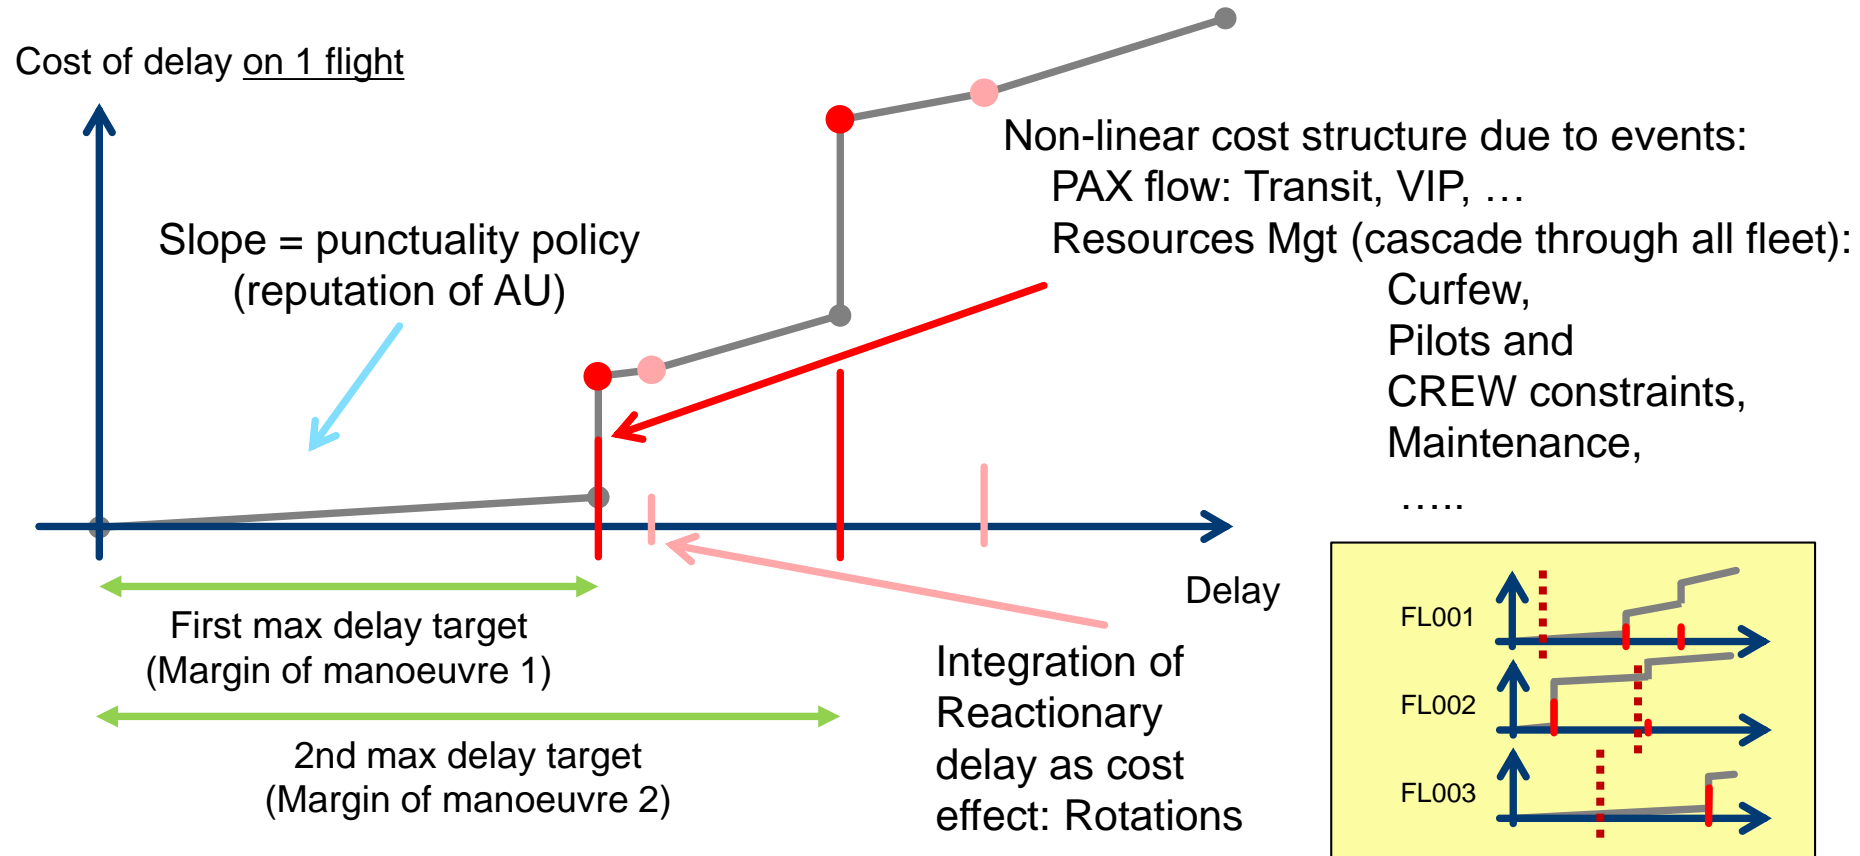 Cost of delay on 1 flight
Non-linear cost structure due to events:
PAX flow: Transit, VIP, …
Resources Mgt (cascade through all fleet):
Curfew,
Pilots and
CREW constraints,
Maintenance,
…..
Slope = punctuality policy
(reputation of AU)
Delay
First max delay target
(Margin of manoeuvre 1)
2nd max delay target
(Margin of manoeuvre 2)
Integration of
Reactionary
delay as cost
effect: Rotations
FL001
FL002
FL003